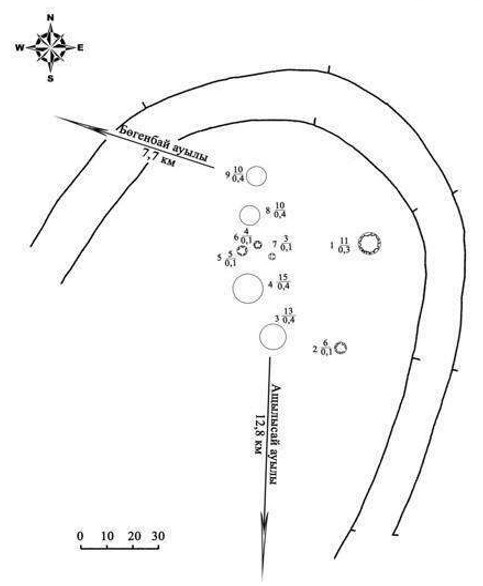 N
W E
S
Бөгенбай ауылы
7,7 км
9 10/0,4
8 10/0,4
6 4/0,1
7 3/0,1
1 11/0,3
5 5/0,1
4 15/0,4
3 13/0,4
2 6/0,1
Ащылысай ауылы
12,8 км
0 10 20 30